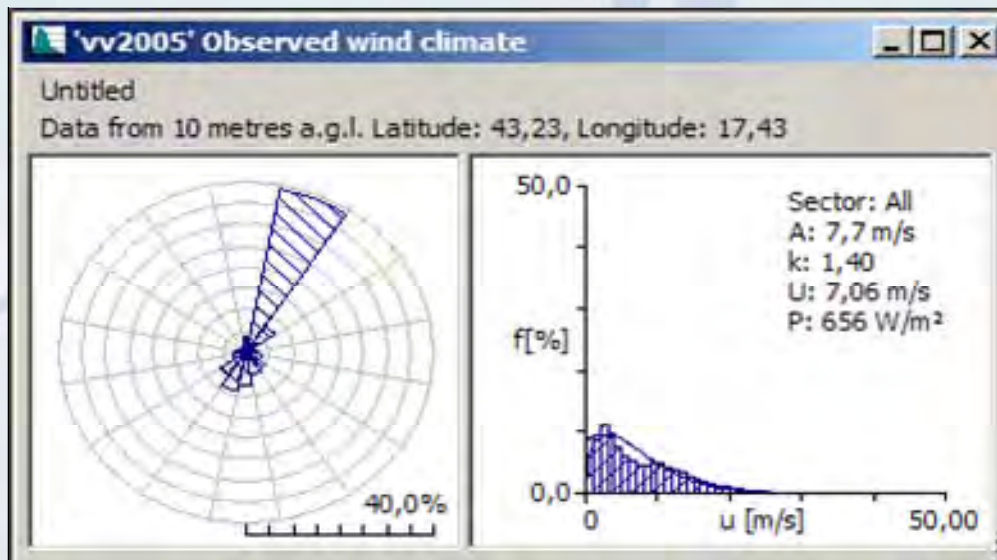 'vv2005' Observed wind climate
Untitled
Data from 10 metres a.g.l. Latitude: 43,23, Longitude: 17,43
40,0%
50,0
f[%]
0,0
0
u [m/s]
50,00
Sector: All
A: 7,7 m/s
k: 1,40
U: 7,06 m/s
P: 656 W/m²